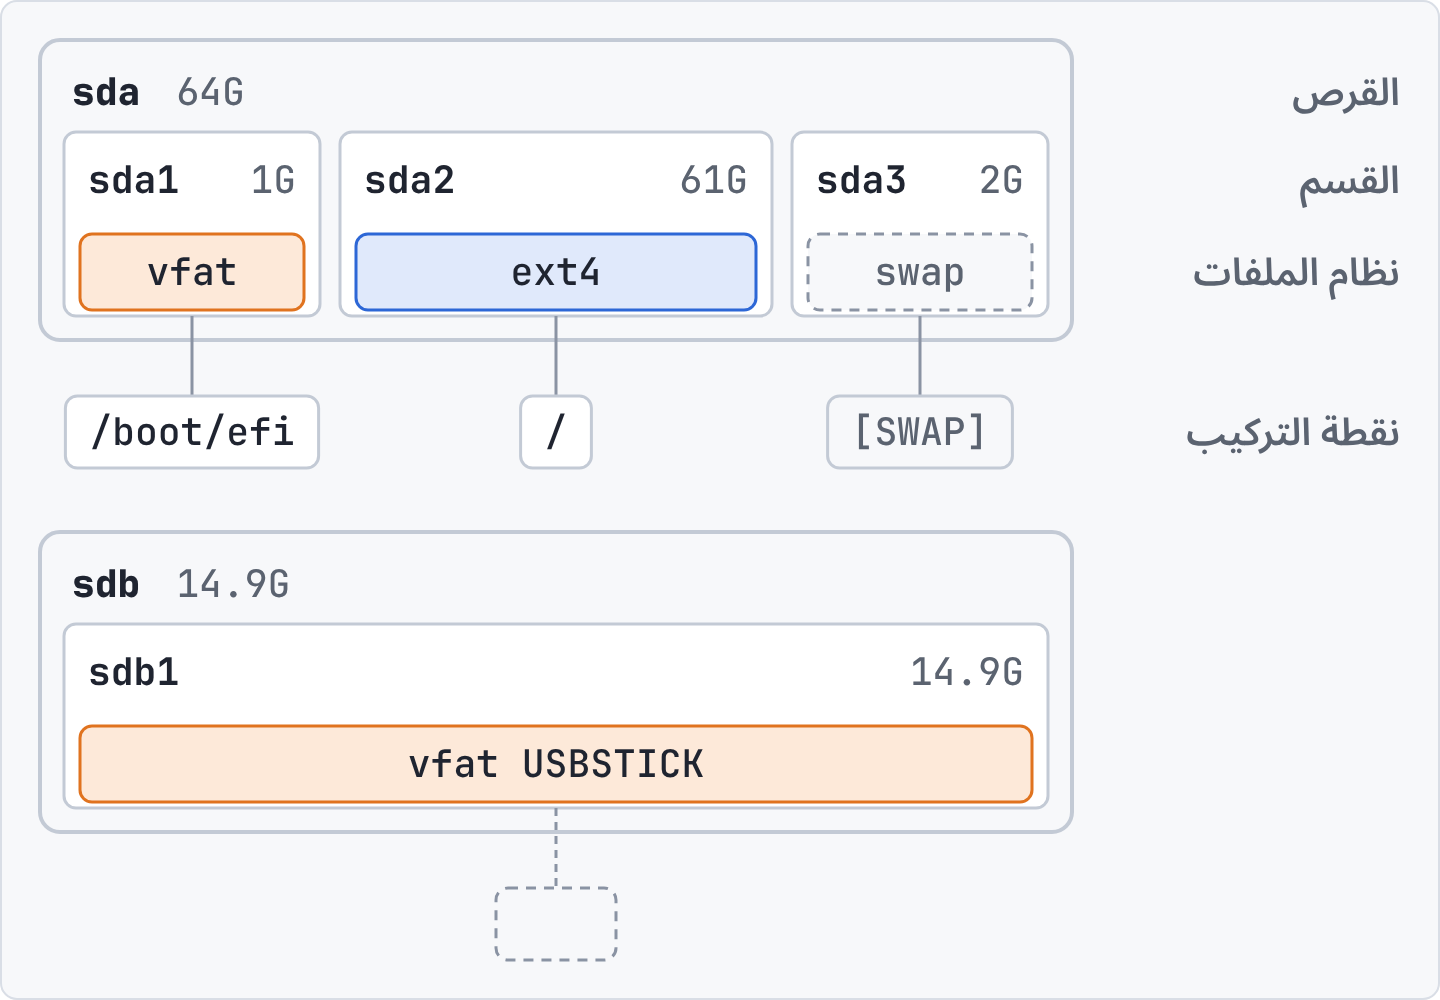 sda 64G
القرص
sda1 1G
sda2 61G
sda3 2G
القسم
vfat
ext4
swap
نظام الملفات
/boot/efi
/
[SWAP]
نقطة التركيب
sdb 14.9G
sdb1 14.9G
vfat USBSTICK